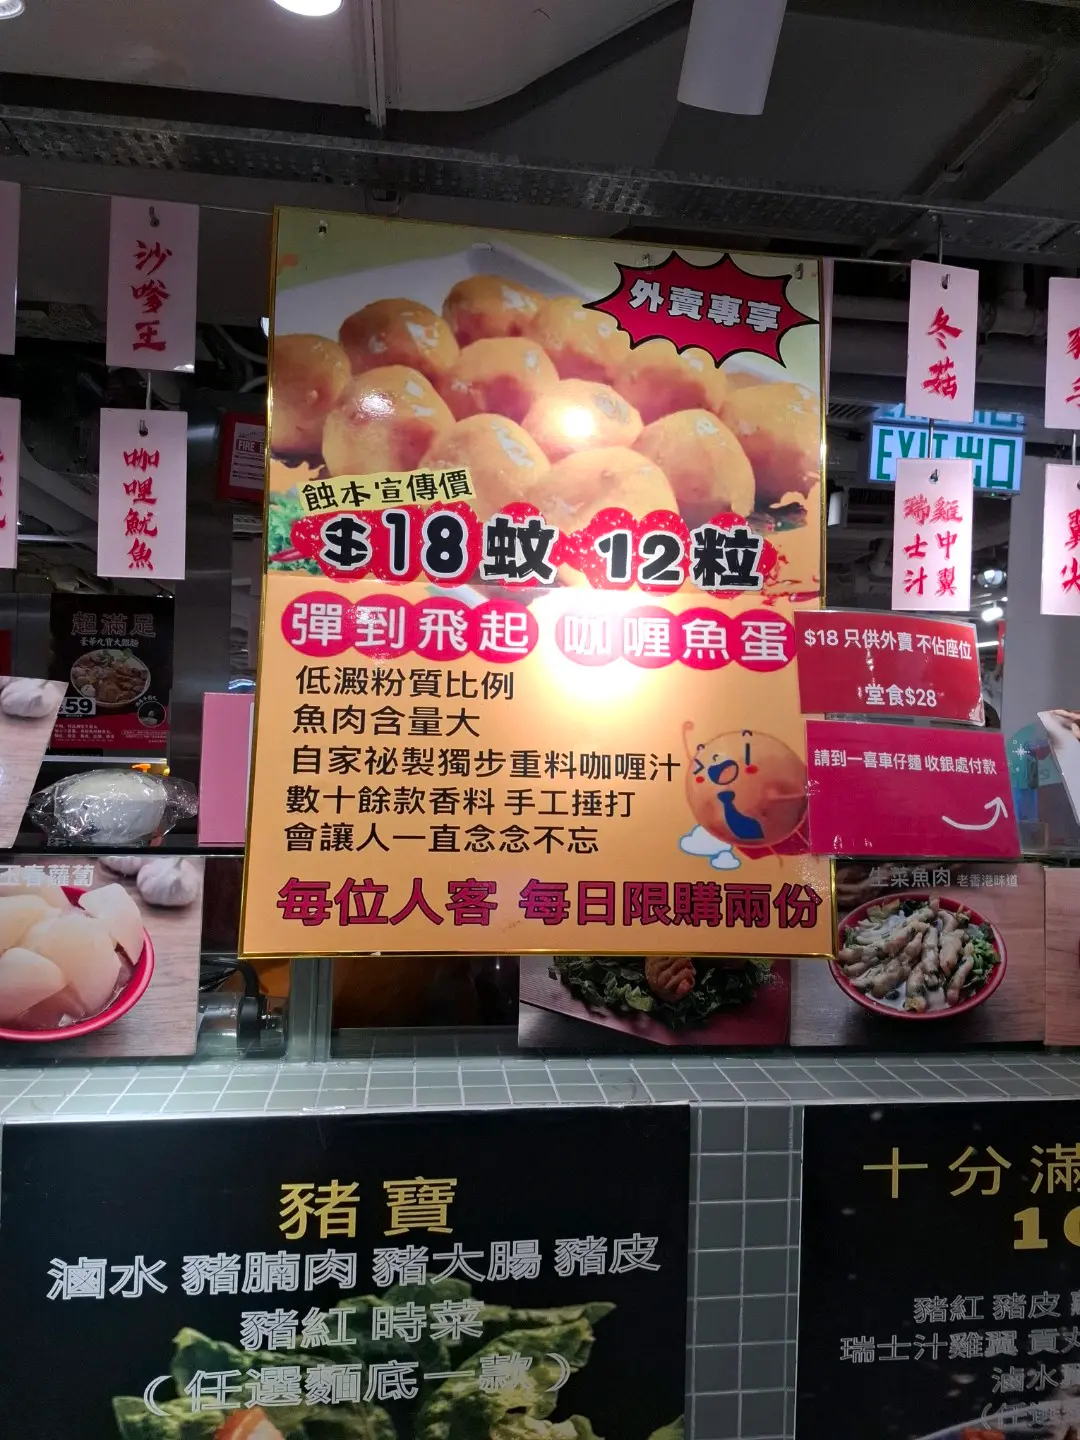 沙嗲王
咖哩魷魚
外賣專享
蝕本宣傳價
$18蚊 12粒
彈到飛起 咖喱魚蛋
低澱粉質比例
魚肉含量大
自家祕製獨步重料咖喱汁
數十餘款香料 手工捶打
會讓人一直念念不忘
每位人客 每日限購兩份
冬菇
EXIT 出口
瑞士汁
雞中翼
$18 只供外賣 不佔座位
堂食$28
請到一喜車仔麵 收銀處付款
超滿足
59
生菜魚肉 老香港味道
豬寶
滷水 豬腩肉 豬大腸 豬皮
豬紅 時菜
(任選麵底一款)
十分滿
豬紅 豬皮
瑞士汁雞翼
滷水